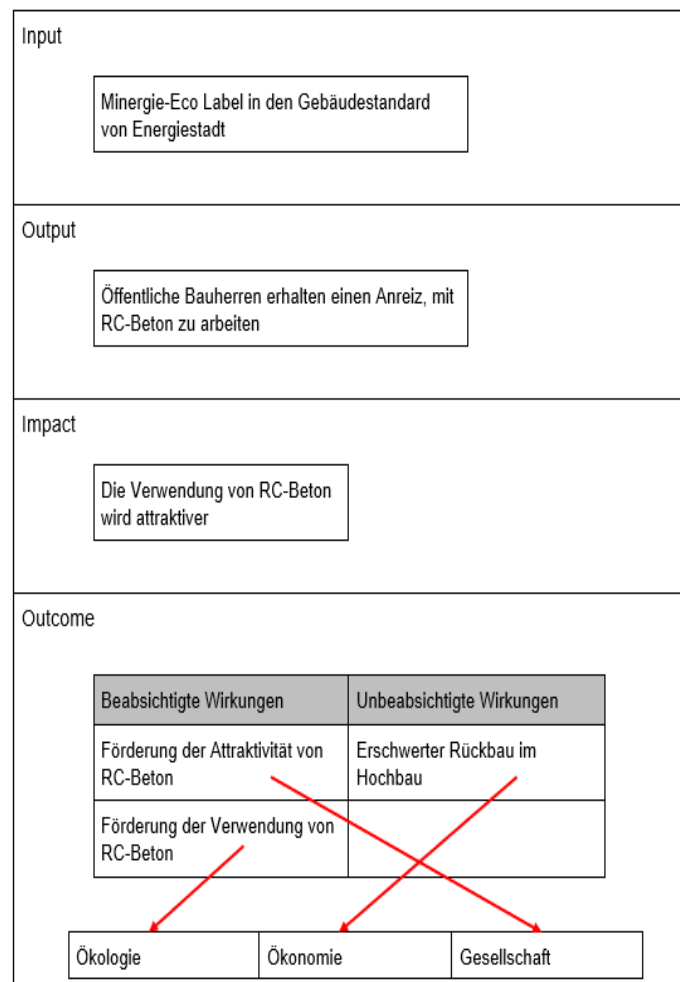 Input
Minergie-Eco Label in den Gebäudestandard
von Energiestadt
Output
Öffentliche Bauherren erhalten einen Anreiz, mit
RC-Beton zu arbeiten
Impact
Die Verwendung von RC-Beton
wird attraktiver
Outcome
Beabsichtigte Wirkungen
Unbeabsichtigte Wirkungen
Förderung der Attraktivität von
RC-Beton
Erschwerter Rückbau im
Hochbau
Förderung der Verwendung von
RC-Beton
Ökologie
Ökonomie
Gesellschaft